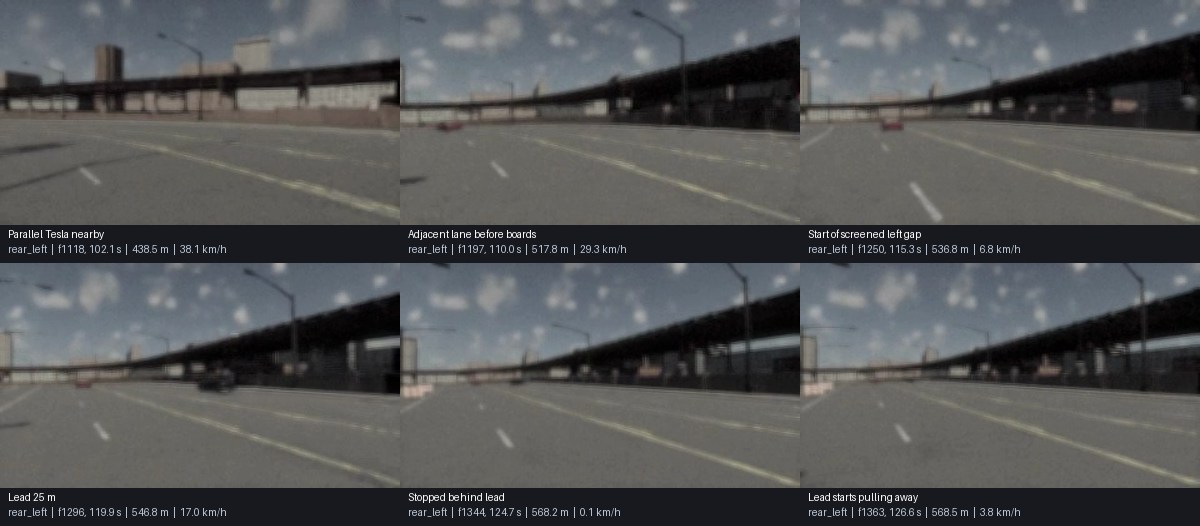 Parallel Tesla nearby
rear_left | f1118, 102.1 s | 438.5 m | 38.1 km/h
Adjacent lane before boards
rear_left | f1197, 110.0 s | 517.8 m | 29.3 km/h
Start of screened left gap
rear_left | f1250, 115.3 s | 536.8 m | 6.8 km/h
Lead 25 m
rear_left | f1296, 119.9 s | 546.8 m | 17.0 km/h
Stopped behind lead
rear_left | f1344, 124.7 s | 568.2 m | 0.1 km/h
Lead starts pulling away
rear_left | f1363, 126.6 s | 568.5 m | 3.8 km/h